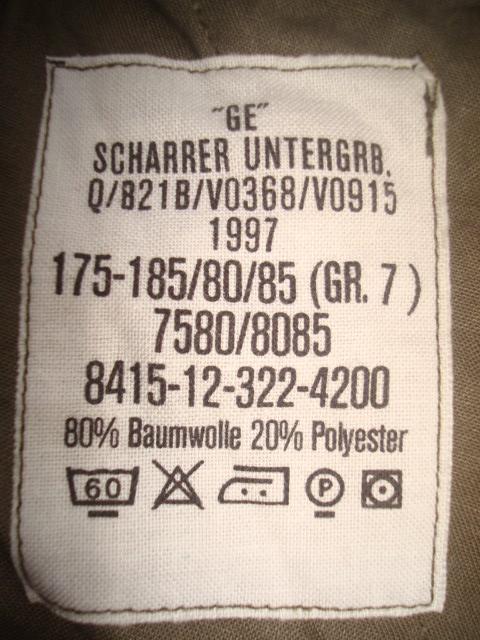 "GE"
SCHARRER UNTERGRB.
Q/821B/V0368/V0915
1997
175-185/80/85 (GR. 7)
7580/8085
8415-12-322-4200
80% Baumwolle 20% Polyester
60 P